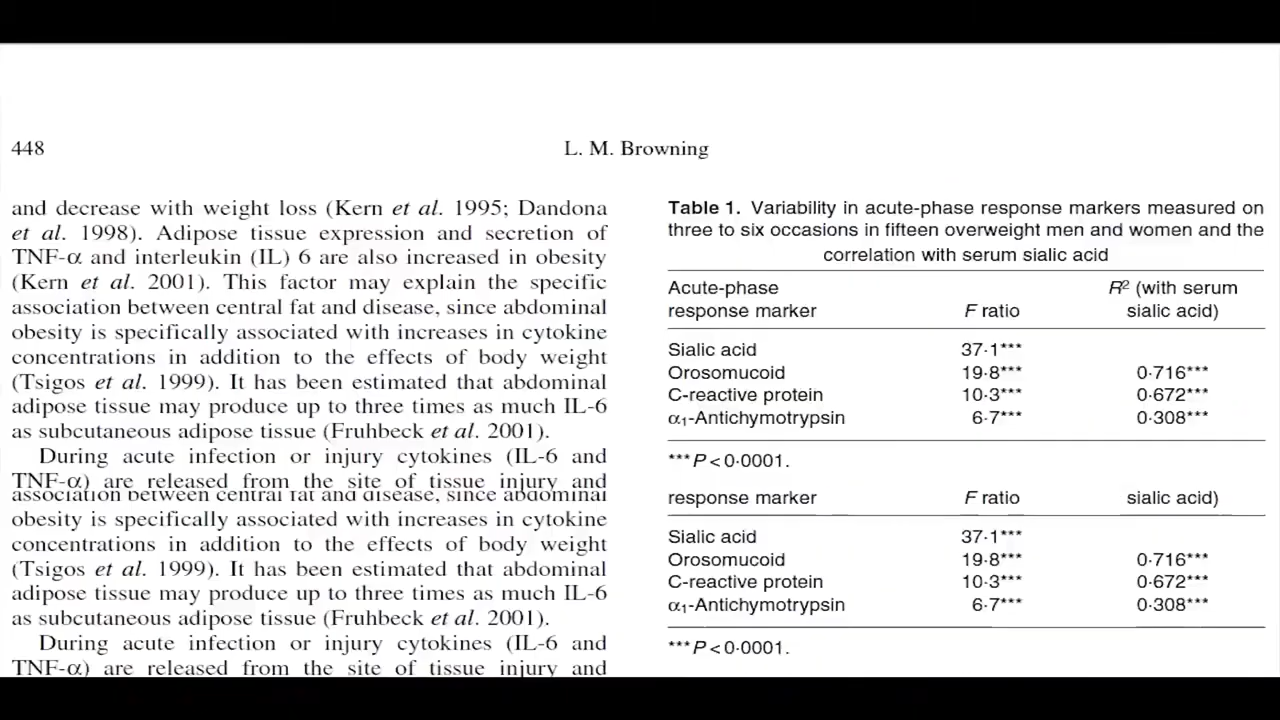 448
L. M. Browning
and decrease with weight loss (Kern et al. 1995; Dandona
et al. 1998). Adipose tissue expression and secretion of
TNF-α and interleukin (IL) 6 are also increased in obesity
(Kern et al. 2001). This factor may explain the specific
association between central fat and disease, since abdominal
obesity is specifically associated with increases in cytokine
concentrations in addition to the effects of body weight
(Tsigos et al. 1999). It has been estimated that abdominal
adipose tissue may produce up to three times as much IL-6
as subcutaneous adipose tissue (Fruhbeck et al. 2001).
During acute infection or injury cytokines (IL-6 and
TNF-α) are released from the site of tissue injury and
association between central fat and disease, since abdominal
obesity is specifically associated with increases in cytokine
concentrations in addition to the effects of body weight
(Tsigos et al. 1999). It has been estimated that abdominal
adipose tissue may produce up to three times as much IL-6
as subcutaneous adipose tissue (Fruhbeck et al. 2001).
During acute infection or injury cytokines (IL-6 and
TNF-α) are released from the site of tissue injury and
Table 1. Variability in acute-phase response markers measured on
three to six occasions in fifteen overweight men and women and the
correlation with serum sialic acid
Acute-phase R² (with serum
response marker F ratio sialic acid)
Sialic acid 37·1***
Orosomucoid 19·8*** 0·716***
C-reactive protein 10·3*** 0·672***
α₁-Antichymotrypsin 6·7*** 0·308***
***P < 0·0001.
response marker F ratio sialic acid)
Sialic acid 37·1***
Orosomucoid 19·8*** 0·716***
C-reactive protein 10·3*** 0·672***
α₁-Antichymotrypsin 6·7*** 0·308***
***P < 0·0001.